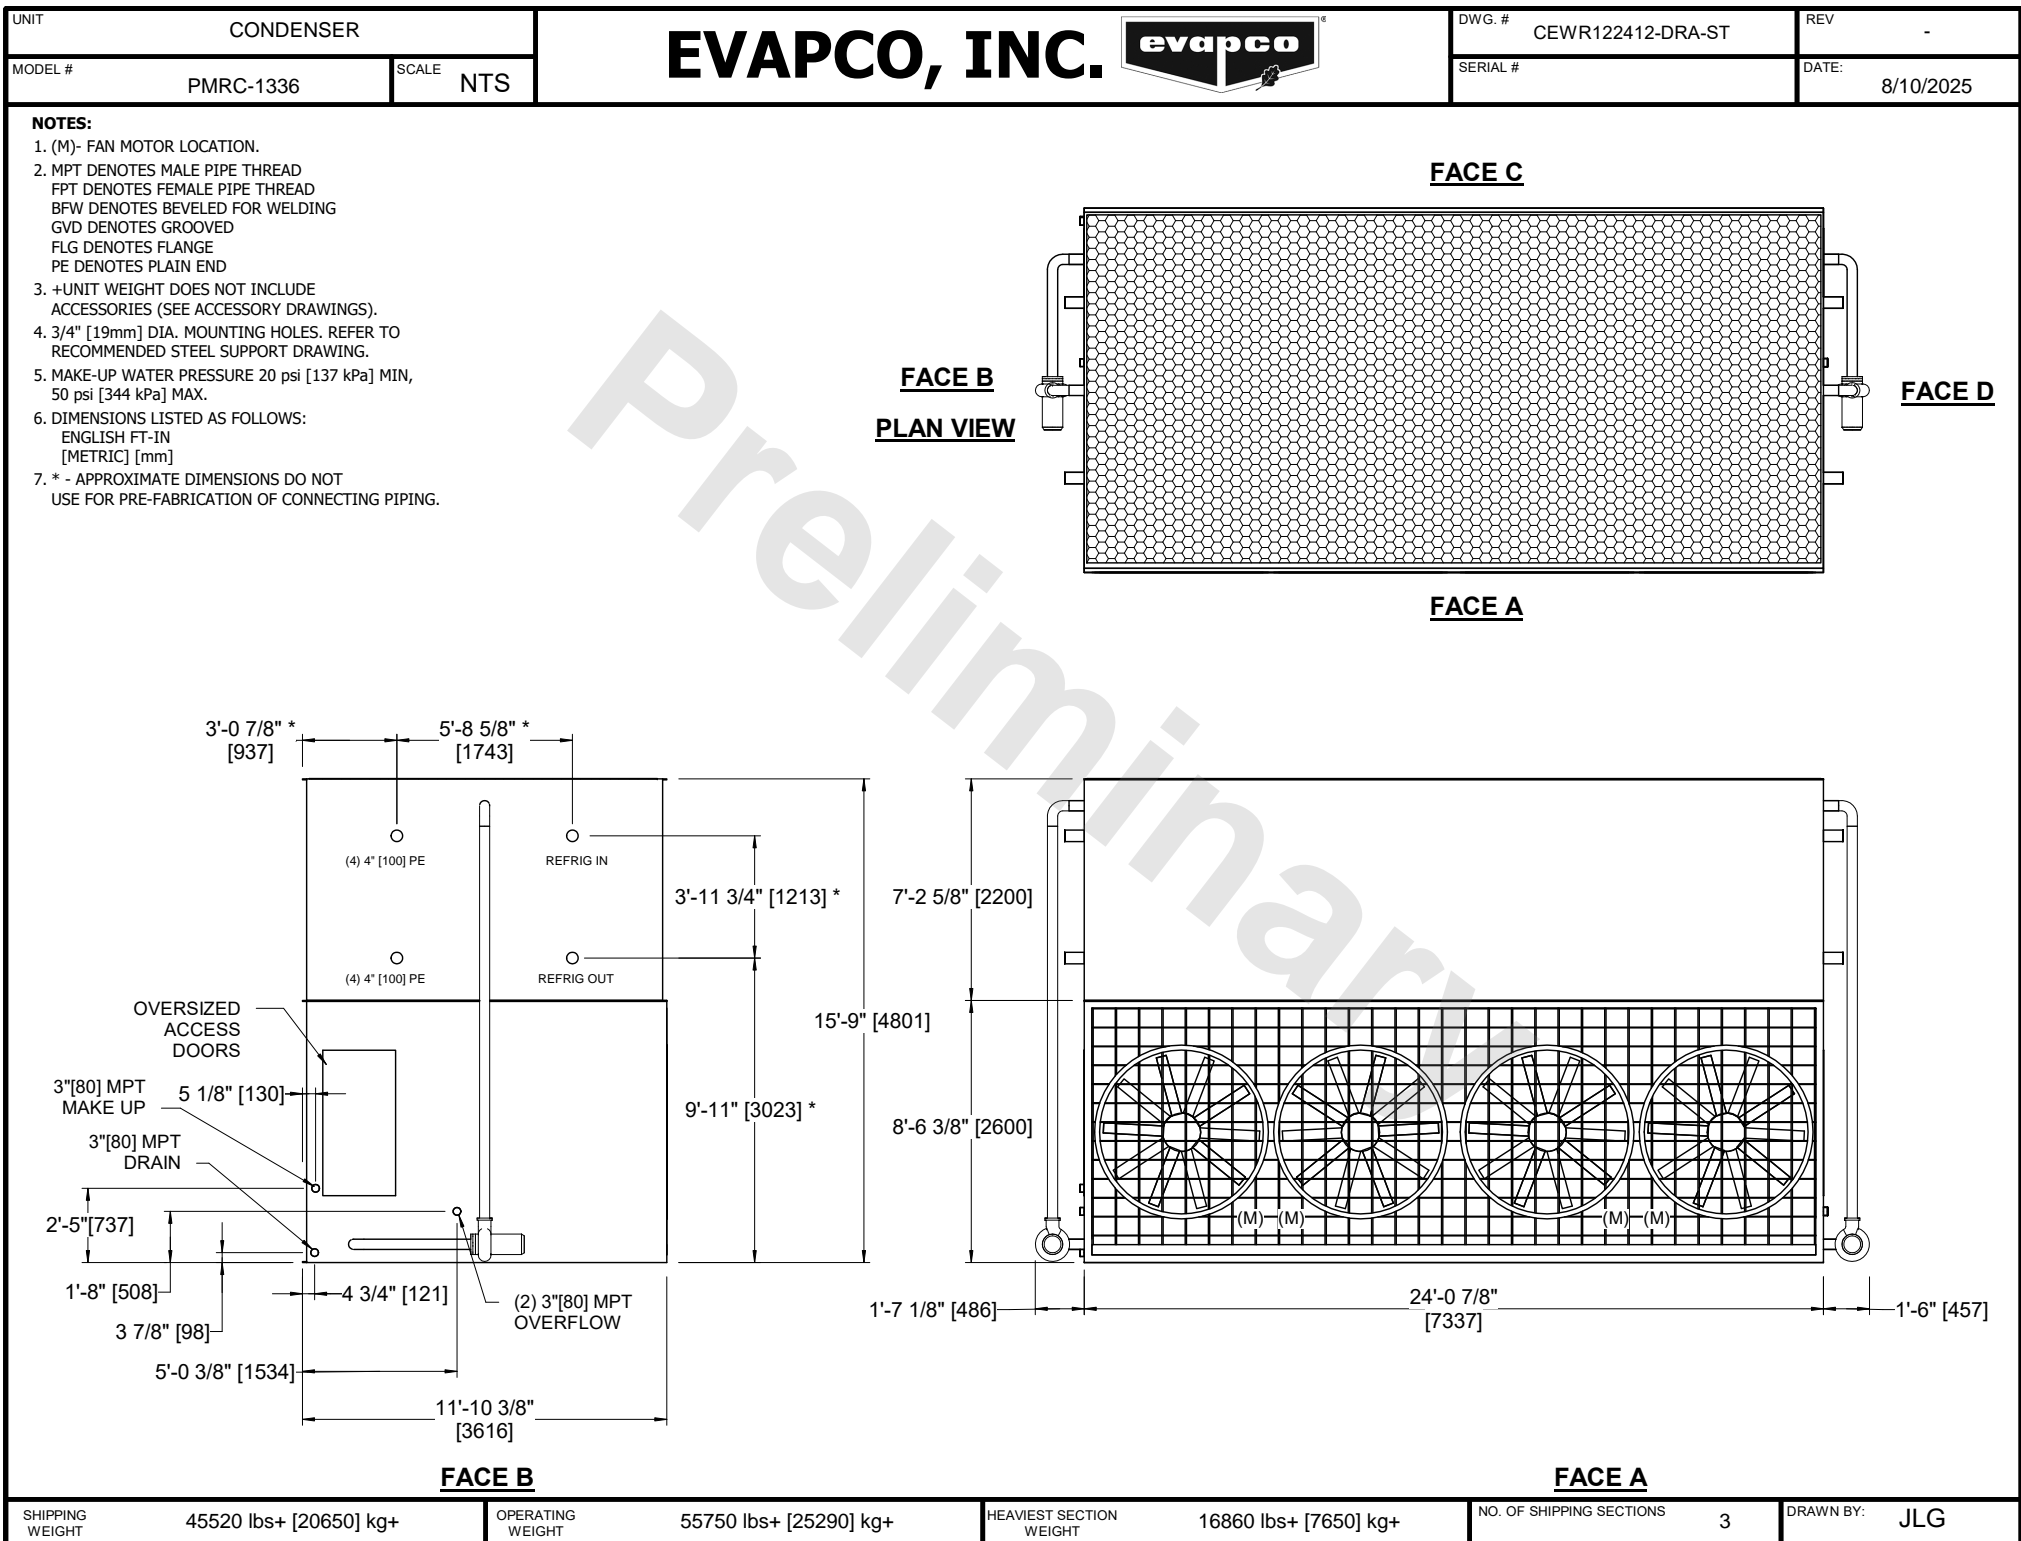 UNIT
CONDENSER
MODEL #
PMRC-1336
SCALE
NTS
EVAPCO, INC.
evapco
®
DWG. #
CEWR122412-DRA-ST
REV
-
SERIAL #
DATE:
8/10/2025
NOTES:
1. (M)- FAN MOTOR LOCATION.
2. MPT DENOTES MALE PIPE THREAD
FPT DENOTES FEMALE PIPE THREAD
BFW DENOTES BEVELED FOR WELDING
GVD DENOTES GROOVED
FLG DENOTES FLANGE
PE DENOTES PLAIN END
3. +UNIT WEIGHT DOES NOT INCLUDE
ACCESSORIES (SEE ACCESSORY DRAWINGS).
4. 3/4" [19mm] DIA. MOUNTING HOLES. REFER TO
RECOMMENDED STEEL SUPPORT DRAWING.
5. MAKE-UP WATER PRESSURE 20 psi [137 kPa] MIN,
50 psi [344 kPa] MAX.
6. DIMENSIONS LISTED AS FOLLOWS:
ENGLISH FT-IN
[METRIC] [mm]
7. * - APPROXIMATE DIMENSIONS DO NOT
USE FOR PRE-FABRICATION OF CONNECTING PIPING.
FACE C
FACE B
PLAN VIEW
FACE D
FACE A
Preliminary
3'-0 7/8" *
[937]
5'-8 5/8" *
[1743]
(4) 4" [100] PE
REFRIG IN
3'-11 3/4" [1213] *
(4) 4" [100] PE
REFRIG OUT
OVERSIZED
ACCESS
DOORS
15'-9" [4801]
3"[80] MPT
MAKE UP
5 1/8" [130]
9'-11" [3023] *
3"[80] MPT
DRAIN
2'-5"[737]
1'-8" [508]
4 3/4" [121]
(2) 3"[80] MPT
OVERFLOW
3 7/8" [98]
5'-0 3/8" [1534]
11'-10 3/8"
[3616]
FACE B
7'-2 5/8" [2200]
8'-6 3/8" [2600]
(M) (M) (M) (M)
1'-7 1/8" [486]
24'-0 7/8"
[7337]
1'-6" [457]
FACE A
SHIPPING
WEIGHT
45520 lbs+ [20650] kg+
OPERATING
WEIGHT
55750 lbs+ [25290] kg+
HEAVIEST SECTION
WEIGHT
16860 lbs+ [7650] kg+
NO. OF SHIPPING SECTIONS
3
DRAWN BY:
JLG